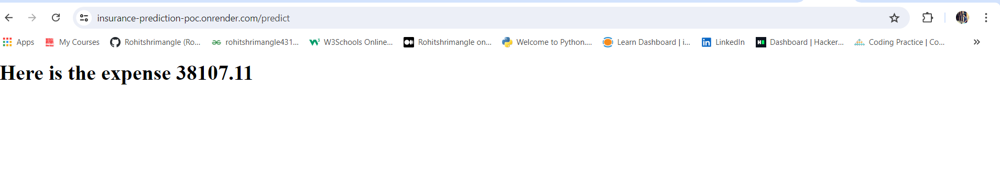 insurance-prediction-poc.onrender.com/predict
Apps My Courses Rohitshrimangle (Ro... rohitshrimangle431... W3Schools Online... Rohitshrimangle on... Welcome to Python.... Learn Dashboard | i... LinkedIn Dashboard | Hacker... Coding Practice | Co... »
Here is the expense 38107.11